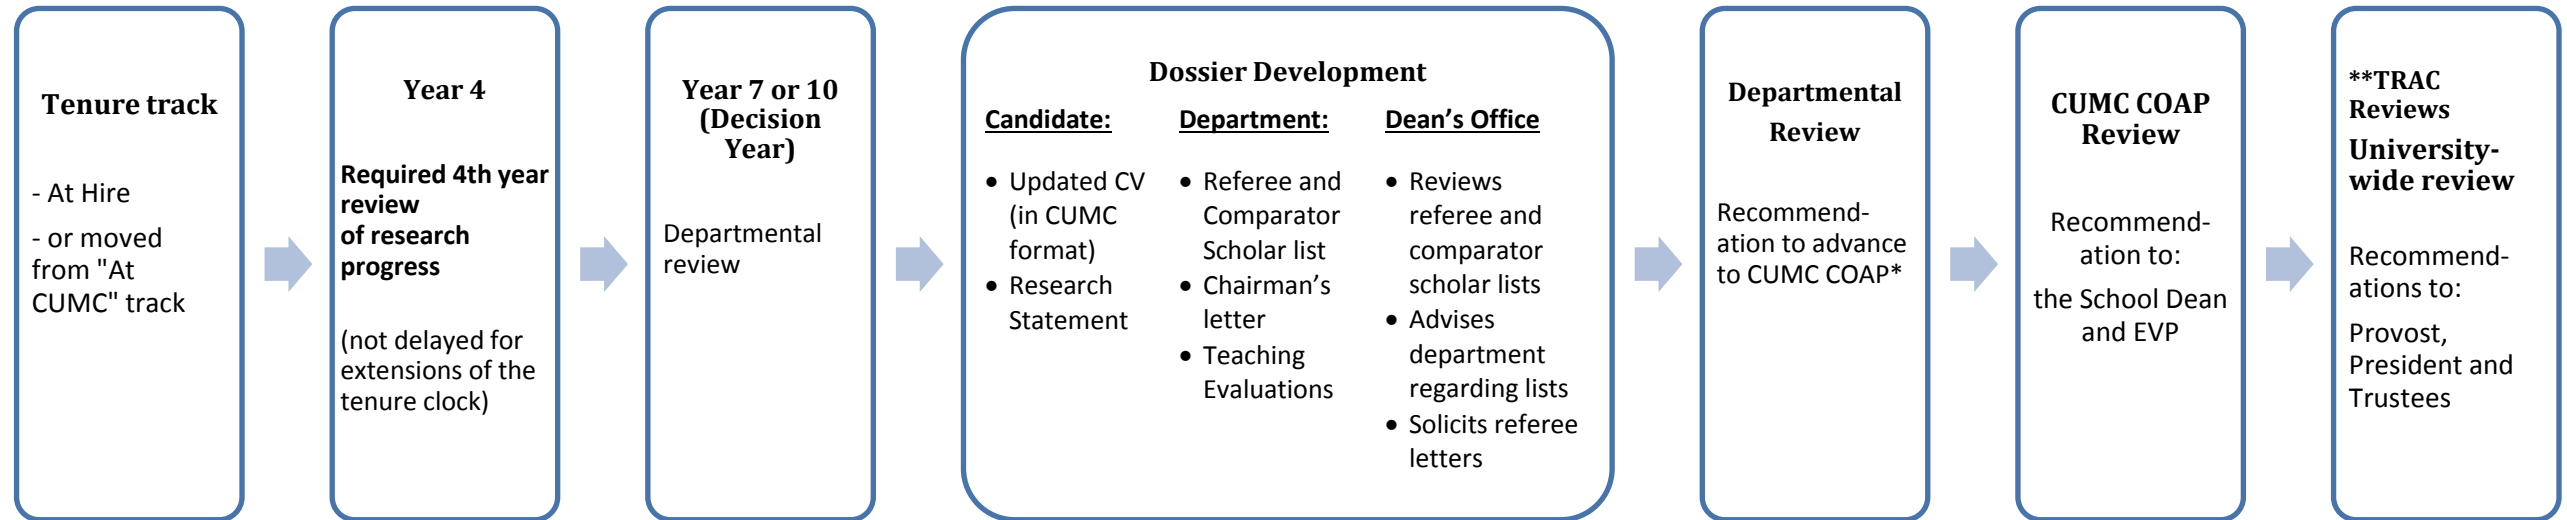 Tenure track
- At Hire
- or moved
from "At
CUMC" track
Year 4
Required 4th year
review
of research
progress
(not delayed for
extensions of the
tenure clock)
Year 7 or 10
(Decision
Year)
Departmental
review
Dossier Development
Candidate:
• Updated CV
(in CUMC
format)
• Research
Statement
Department:
• Referee and
Comparator
Scholar list
• Chairman’s
letter
• Teaching
Evaluations
Dean’s Office
• Reviews
referee and
comparator
scholar lists
• Advises
department
regarding lists
• Solicits referee
letters
Departmental
Review
Recommend-
ation to advance
to CUMC COAP*
CUMC COAP
Review
Recommend-
ation to:
the School Dean
and EVP
**TRAC
Reviews
University-
wide review
Recommend-
ations to:
Provost,
President and
Trustees